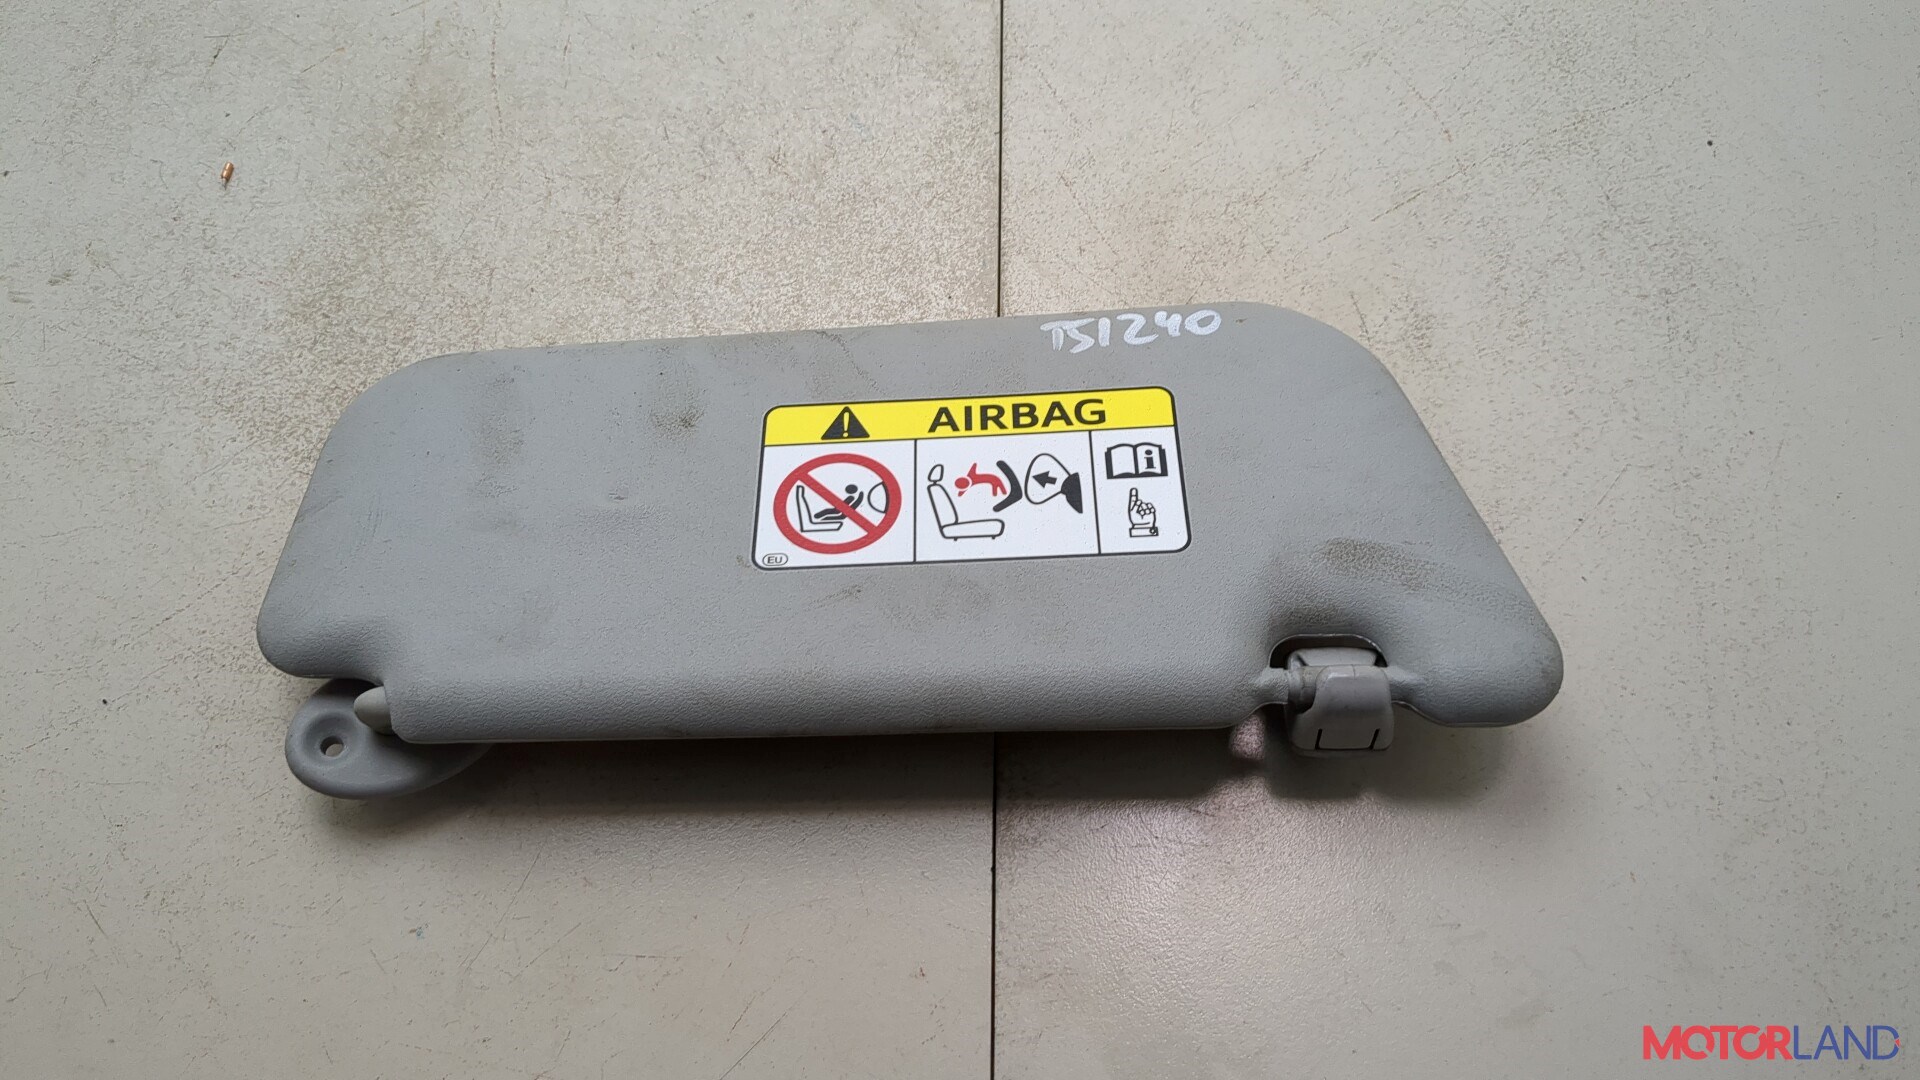 TS1240
AIRBAG
EU
MOTORLAND